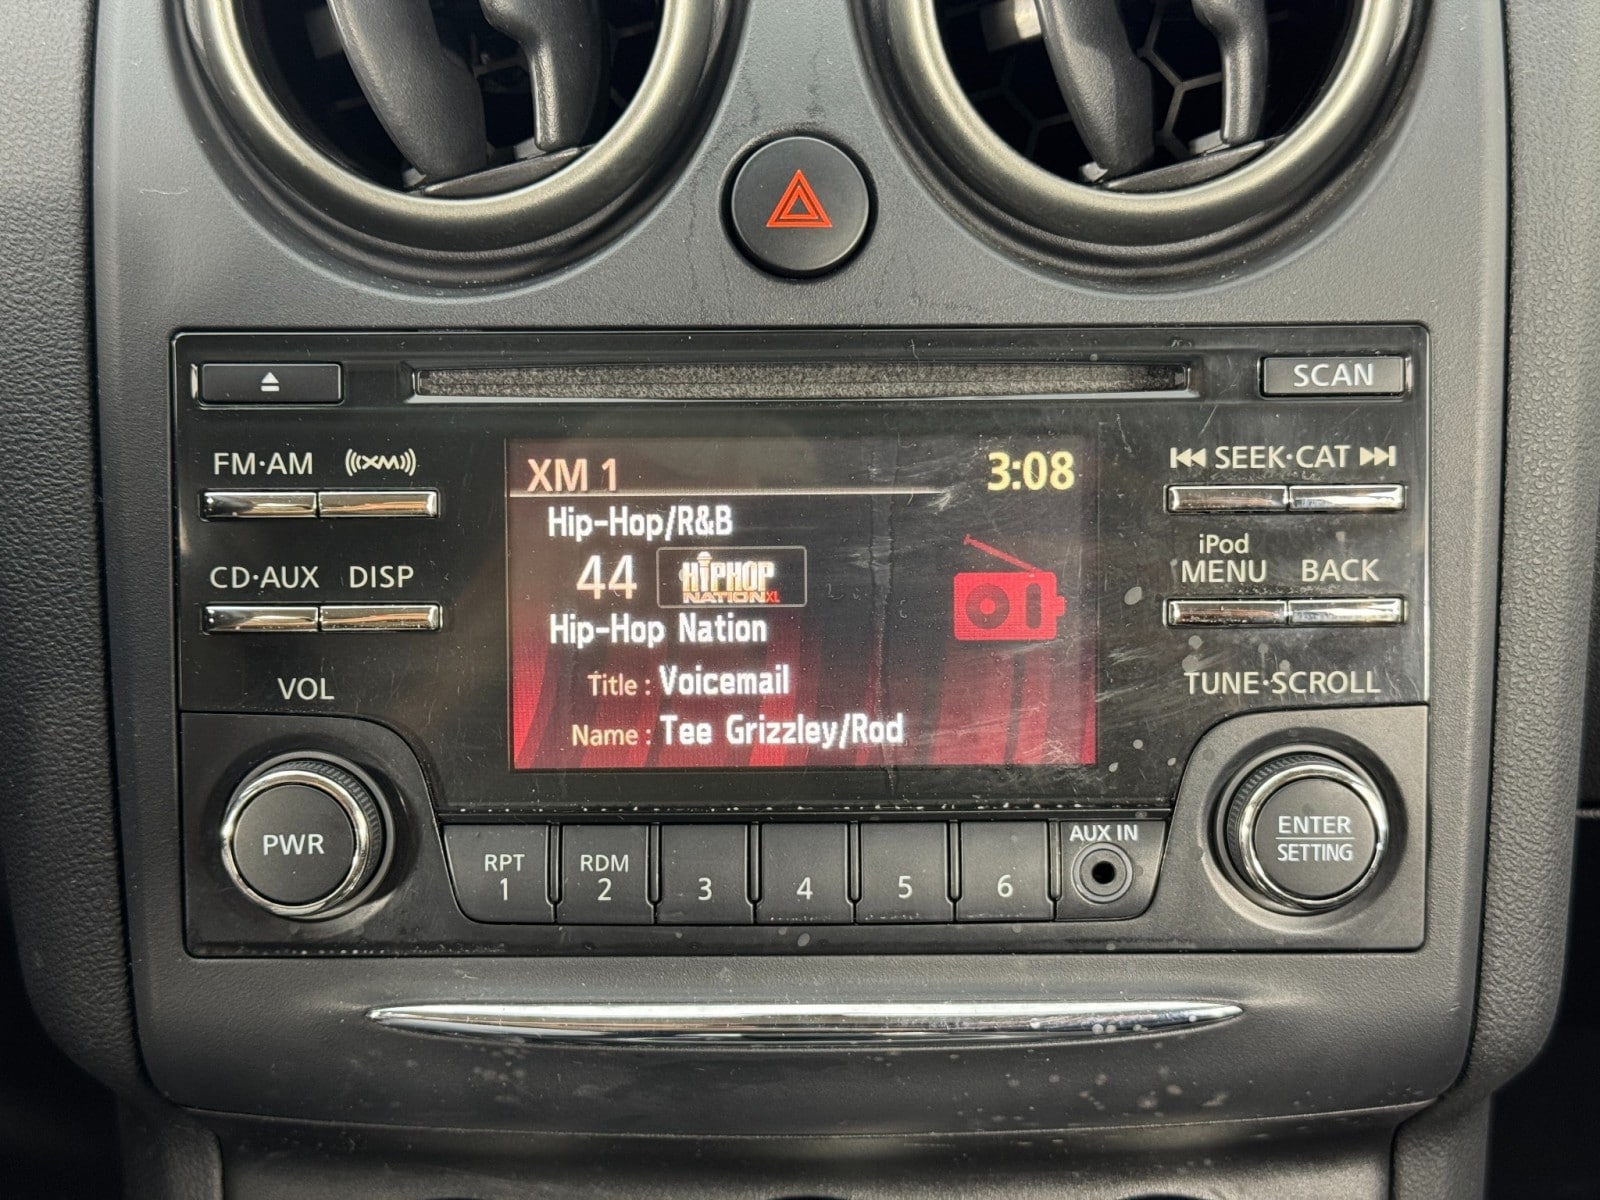 SCAN
FM·AM
((XM))
SEEK·CAT
XM 1
3:08
Hip-Hop/R&B
44
HIPHOP
NATION XL
Hip-Hop Nation
Title : Voicemail
Name : Tee Grizzley/Rod
CD·AUX
DISP
iPod
MENU
BACK
VOL
TUNE·SCROLL
PWR
RPT
1
RDM
2
3
4
5
6
AUX IN
ENTER
SETTING